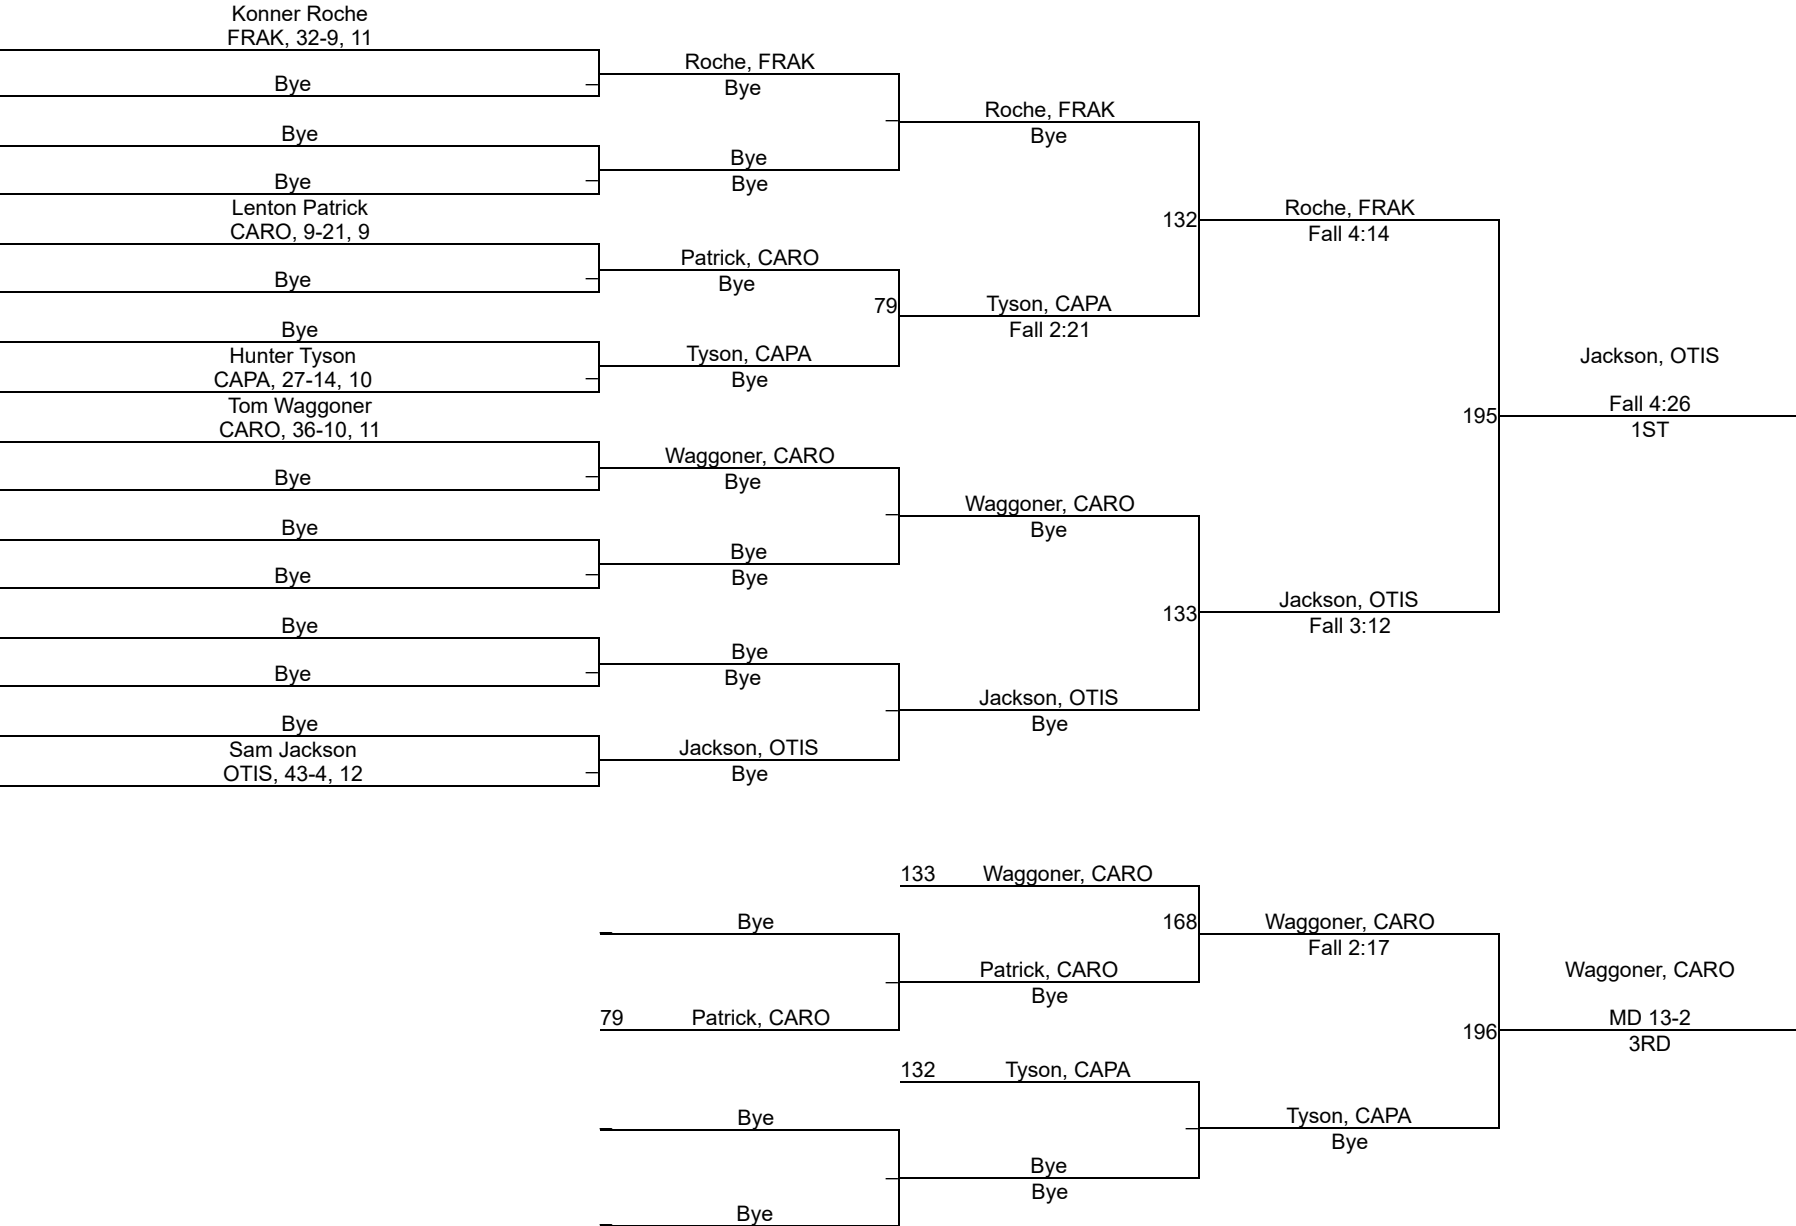 Konner Roche
FRAK, 32-9, 11
Roche, FRAK
Bye
Bye
Roche, FRAK
Bye
Bye
Bye
Bye
Bye
Lenton Patrick
CARO, 9-21, 9
132
Roche, FRAK
Fall 4:14
Patrick, CARO
Bye
Bye
79
Tyson, CAPA
Fall 2:21
Bye
Hunter Tyson
CAPA, 27-14, 10
Tyson, CAPA
Bye
Jackson, OTIS
Fall 4:26
195
1ST
Tom Waggoner
CARO, 36-10, 11
Waggoner, CARO
Bye
Bye
Waggoner, CARO
Bye
Bye
Bye
Bye
Bye
133
Jackson, OTIS
Fall 3:12
Bye
Bye
Bye
Bye
Jackson, OTIS
Bye
Bye
Sam Jackson
OTIS, 43-4, 12
Jackson, OTIS
Bye
133 Waggoner, CARO
Bye
168
Waggoner, CARO
Fall 2:17
Patrick, CARO
Bye
79 Patrick, CARO
Waggoner, CARO
MD 13-2
196
3RD
132 Tyson, CAPA
Bye
Tyson, CAPA
Bye
Bye
Bye
Bye